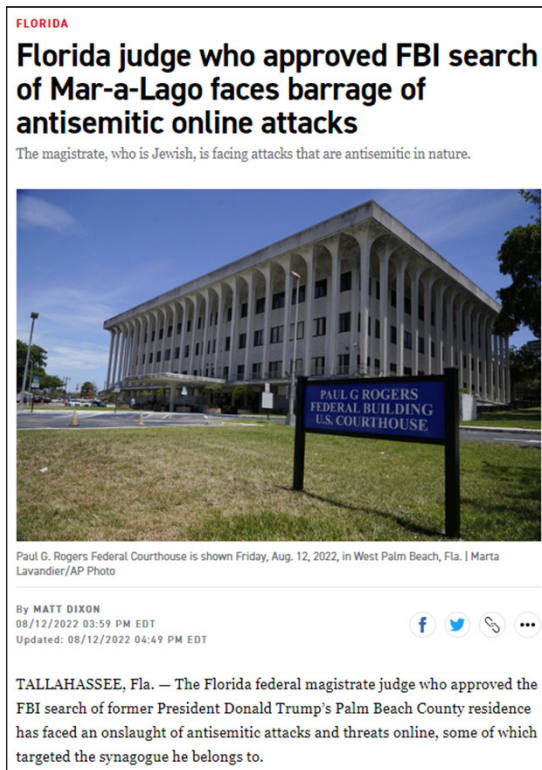 FLORIDA
Florida judge who approved FBI search
of Mar-a-Lago faces barrage of
antisemitic online attacks
The magistrate, who is Jewish, is facing attacks that are antisemitic in nature.
PAUL G ROGERS
FEDERAL BUILDING
U.S. COURTHOUSE
Paul G. Rogers Federal Courthouse is shown Friday, Aug. 12, 2022, in West Palm Beach, Fla. | Marta
Lavandier/AP Photo
By MATT DIXON
08/12/2022 03:59 PM EDT
Updated: 08/12/2022 04:49 PM EDT
TALLAHASSEE, Fla. — The Florida federal magistrate judge who approved the
FBI search of former President Donald Trump's Palm Beach County residence
has faced an onslaught of antisemitic attacks and threats online, some of which
targeted the synagogue he belongs to.